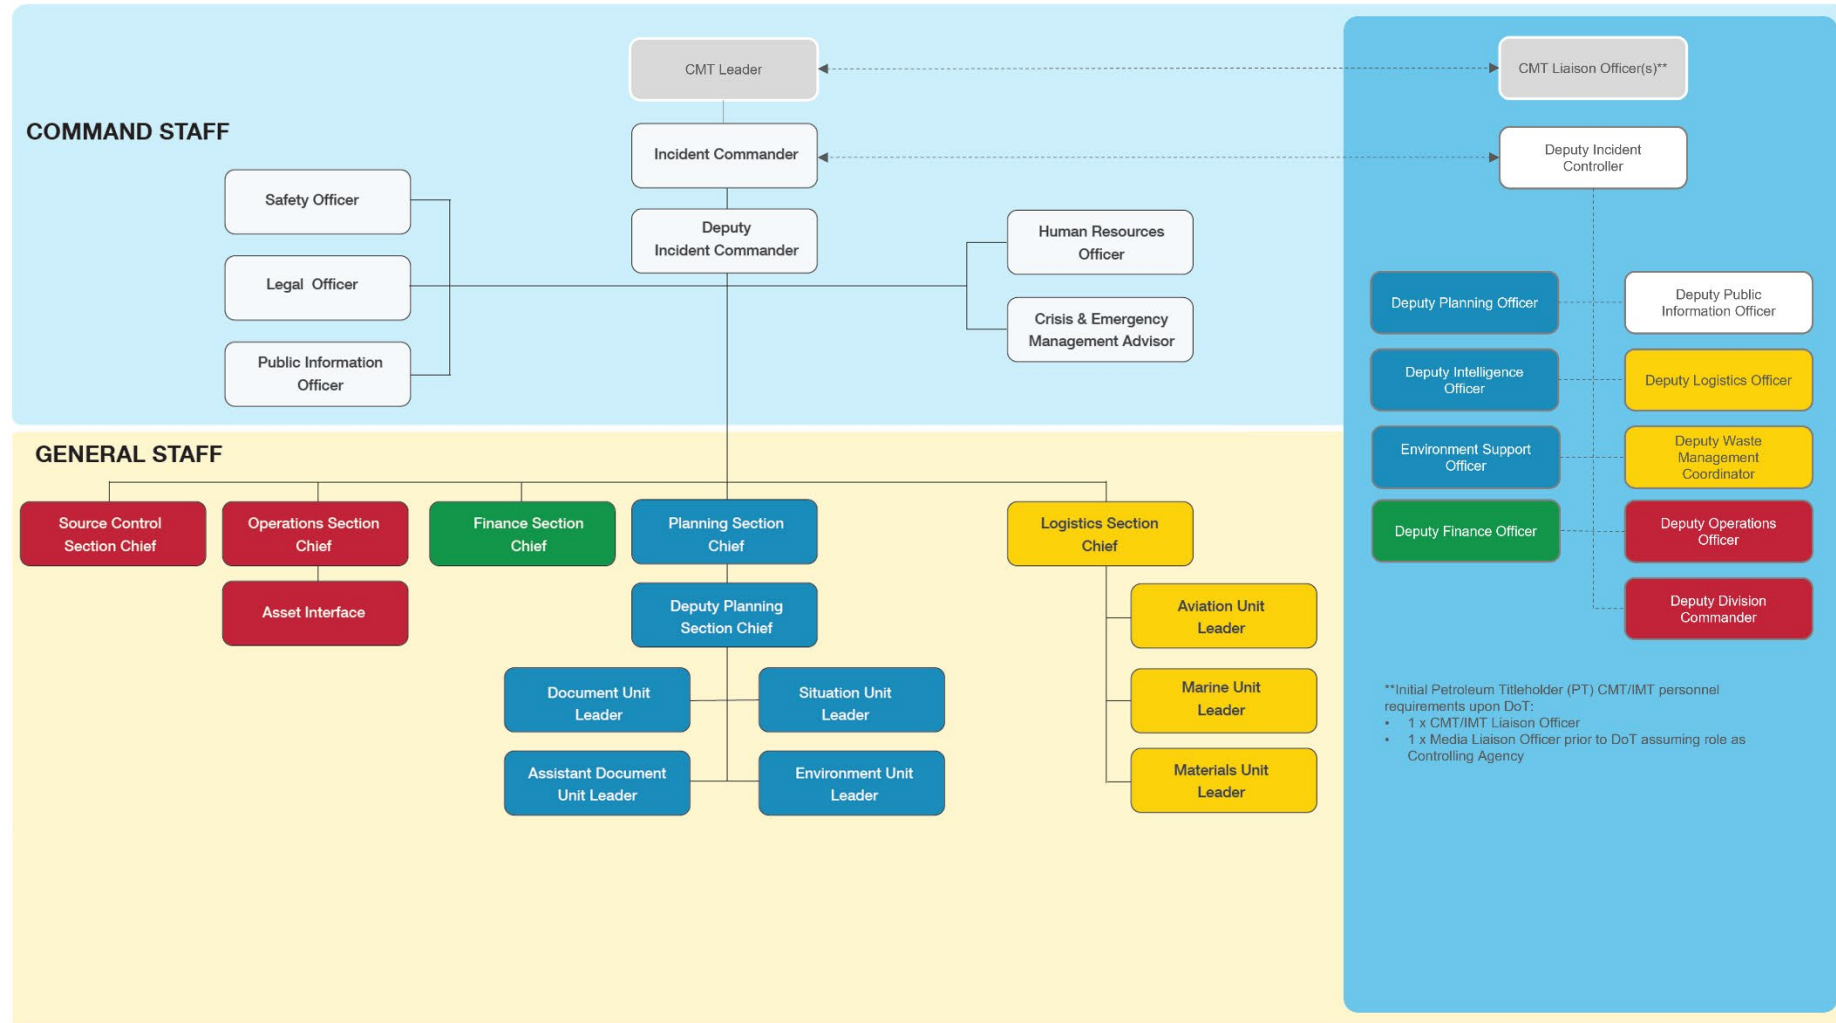 CMT Leader
CMT Liaison Officer(s)**
COMMAND STAFF
Incident Commander
Deputy Incident
Controller
Safety Officer
Deputy
Incident Commander
Human Resources
Officer
Legal  Officer
Crisis & Emergency
Management Advisor
Public Information
Officer
Deputy Planning Officer
Deputy Public
Information Officer
Deputy Intelligence
Officer
Deputy Logistics Officer
Environment Support
Officer
Deputy Waste
Management
Coordinator
Deputy Finance Officer
Deputy Operations
Officer
Deputy Division
Commander
GENERAL STAFF
Source Control
Section Chief
Operations Section
Chief
Finance Section
Chief
Planning Section
Chief
Logistics Section
Chief
Asset Interface
Deputy Planning
Section Chief
Aviation Unit
Leader
Document Unit
Leader
Situation Unit
Leader
Marine Unit
Leader
Assistant Document
Unit Leader
Environment Unit
Leader
Materials Unit
Leader
**Initial Petroleum Titleholder (PT) CMT/IMT personnel
requirements upon DoT:
• 1 x CMT/IMT Liaison Officer
• 1 x Media Liaison Officer prior to DoT assuming role as
Controlling Agency